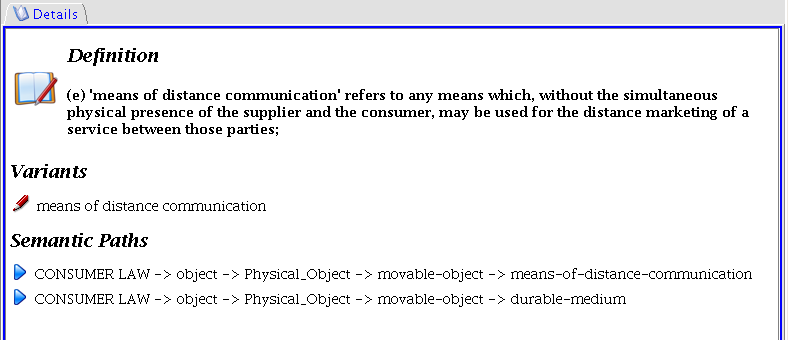 Details
Definition
(e) 'means of distance communication' refers to any means which, without the simultaneous
physical presence of the supplier and the consumer, may be used for the distance marketing of a
service between those parties;
Variants
means of distance communication
Semantic Paths
CONSUMER LAW -> object -> Physical_Object -> movable-object -> means-of-distance-communication
CONSUMER LAW -> object -> Physical_Object -> movable-object -> durable-medium